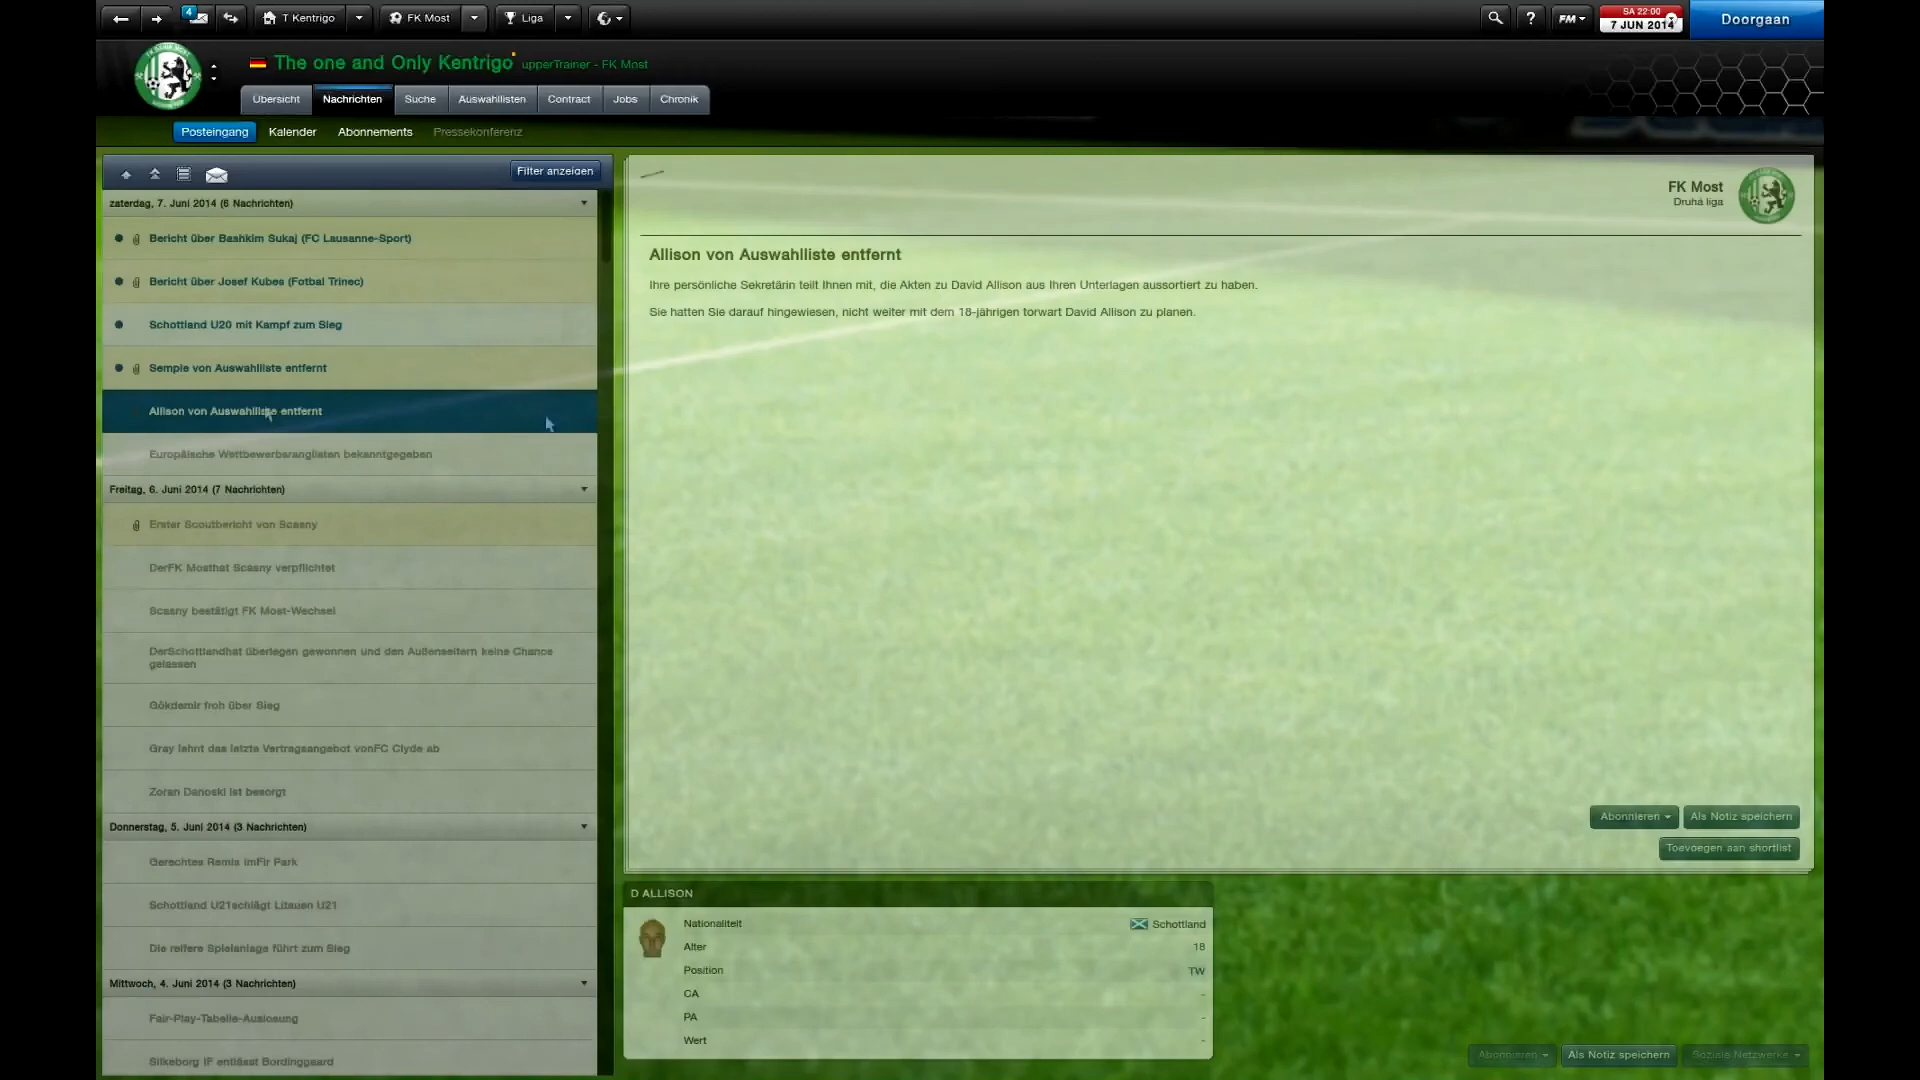 4
T Kentrigo
FK Most
Liga
?
FM
SA 22:00
7 JUN 2014
Doorgaan
The one and Only Kentrigo
upperTrainer - FK Most
Übersicht
Nachrichten
Suche
Auswahllisten
Contract
Jobs
Chronik
Posteingang
Kalender
Abonnements
Pressekonferenz
Filter anzeigen
zaterdag, 7. Juni 2014 (6 Nachrichten)
Bericht über Bashkim Sukaj (FC Lausanne-Sport)
Bericht über Josef Kubes (Fotbal Trinec)
Schottland U20 mit Kampf zum Sieg
Semple von Auswahlliste entfernt
Allison von Auswahlliste entfernt
Europäische Wettbewerbsranglisten bekanntgegeben
Freitag, 6. Juni 2014 (7 Nachrichten)
Erster Scoutbericht von Scasny
DerFK Mosthat Scasny verpflichtet
Scasny bestätigt FK Most-Wechsel
DerSchottlandhat überlegen gewonnen und den Außenseitern keine Chance
gelassen
Gökdemir froh über Sieg
Gray lehnt das letzte Vertragsangebot vonFC Clyde ab
Zoran Danoski ist besorgt
Donnerstag, 5. Juni 2014 (3 Nachrichten)
Gerechtes Remis imFir Park
Schottland U21schlägt Litauen U21
Die reifere Spielanlage führt zum Sieg
Mittwoch, 4. Juni 2014 (3 Nachrichten)
Fair-Play-Tabelle-Auslosung
Silkeborg IF entlässt Bordinggaard
FK Most
Druhá liga
Allison von Auswahlliste entfernt
Ihre persönliche Sekretärin teilt Ihnen mit, die Akten zu David Allison aus Ihren Unterlagen aussortiert zu haben.
Sie hatten Sie darauf hingewiesen, nicht weiter mit dem 18-jährigen torwart David Allison zu planen.
Abonnieren
Als Notiz speichern
Toevoegen aan shortlist
D ALLISON
Nationaliteit
Schottland
Alter
18
Position
TW
CA
-
PA
-
Wert
-
Abonnieren
Als Notiz speichern
Soziale Netzwerke